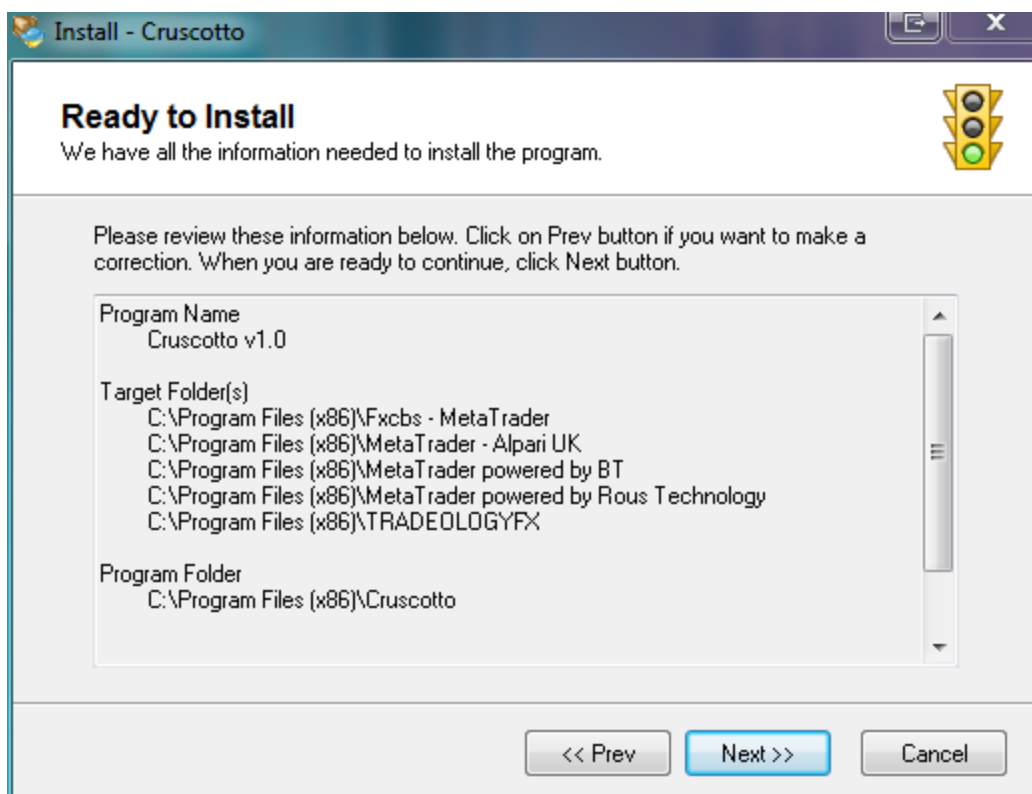 Install - Cruscotto
Ready to Install
We have all the information needed to install the program.
Please review these information below. Click on Prev button if you want to make a
correction. When you are ready to continue, click Next button.
Program Name
Cruscotto v1.0
Target Folder(s)
C:\Program Files (x86)\Fxcbs - MetaTrader
C:\Program Files (x86)\MetaTrader - Alpari UK
C:\Program Files (x86)\MetaTrader powered by BT
C:\Program Files (x86)\MetaTrader powered by Rous Technology
C:\Program Files (x86)\TRADEOLOGYFX
Program Folder
C:\Program Files (x86)\Cruscotto
<< Prev
Next >>
Cancel